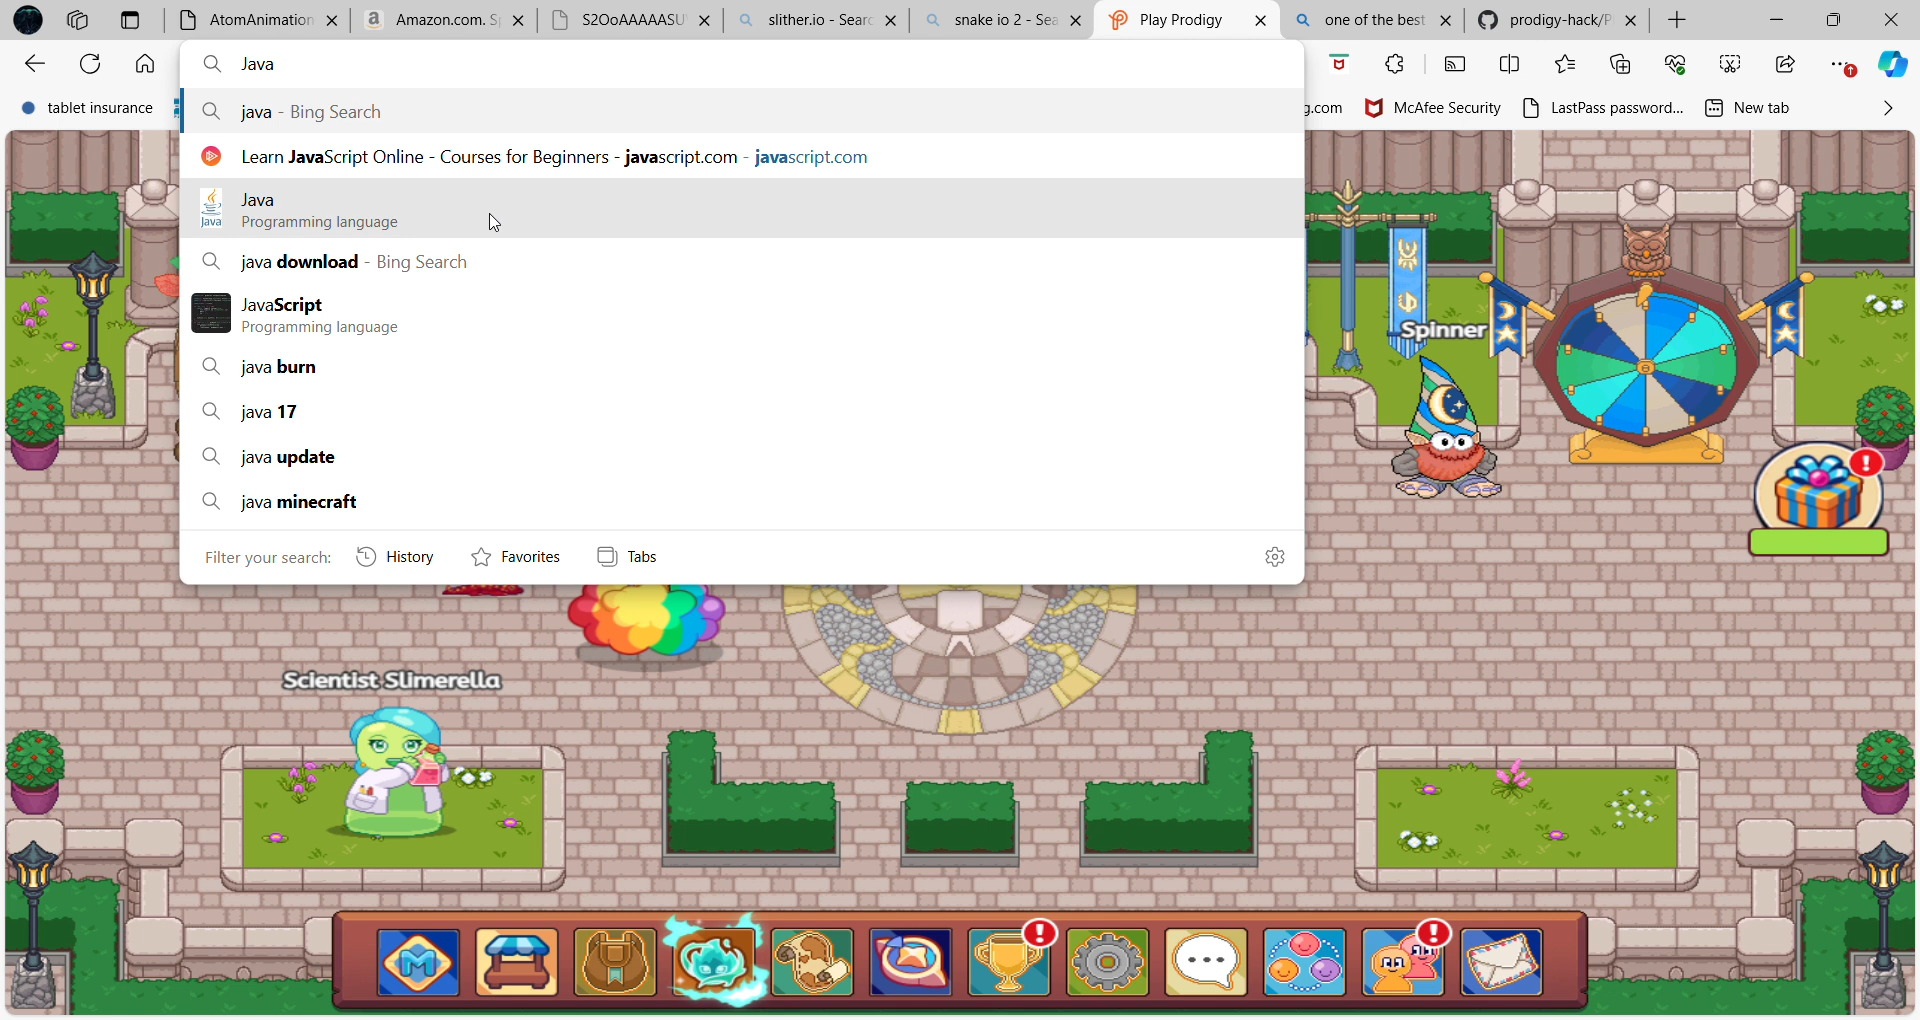 AtomAnimation
Amazon.com. S
S2OoAAAAASU
slither.io - Sear
snake io 2 - Sea
Play Prodigy
one of the best
prodigy-hack/P
Java
tablet insurance
g.com
McAfee Security
LastPass password...
New tab
java - Bing Search
Learn JavaScript Online - Courses for Beginners - javascript.com - javascript.com
Java
Java
Programming language
java download - Bing Search
JavaScript
Programming language
java burn
java 17
java update
java minecraft
Filter your search:
History
Favorites
Tabs
Spinner
!
Scientist Slimerella
M
!
!